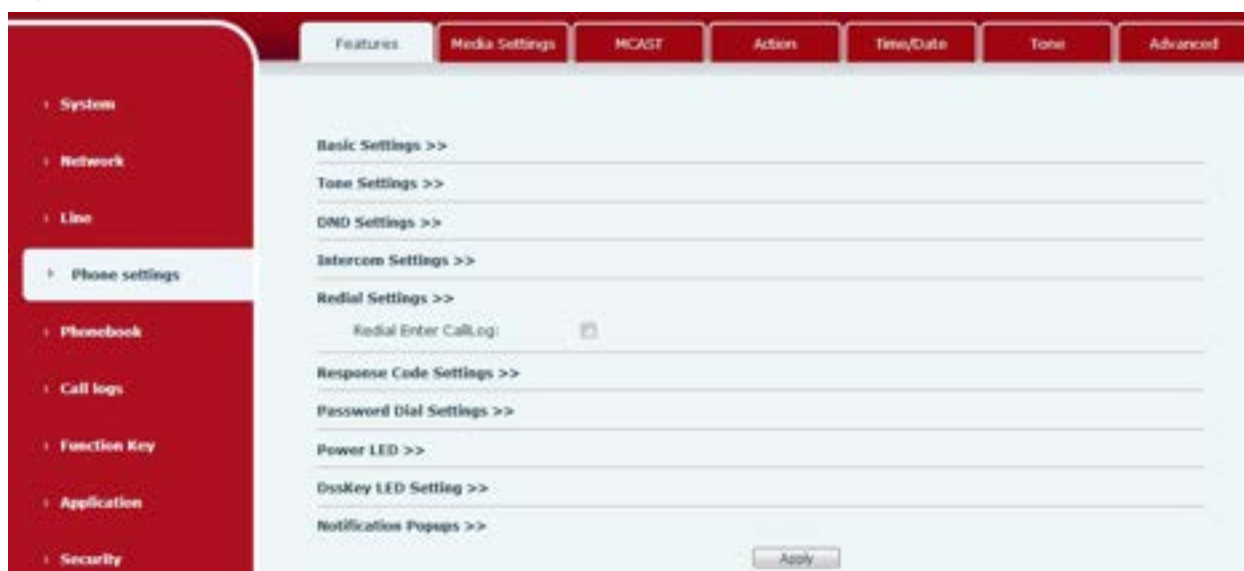 Features Media Settings MCAST Action Time/Date Tone Advanced
System
Network
Line
Phone settings
Phonebook
Call logs
Function Key
Application
Security
Basic Settings >>
Tone Settings >>
DND Settings >>
Intercom Settings >>
Redial Settings >>
Redial Enter CallLog:
Response Code Settings >>
Password Dial Settings >>
Power LED >>
DssKey LED Setting >>
Notification Popups >>
Apply